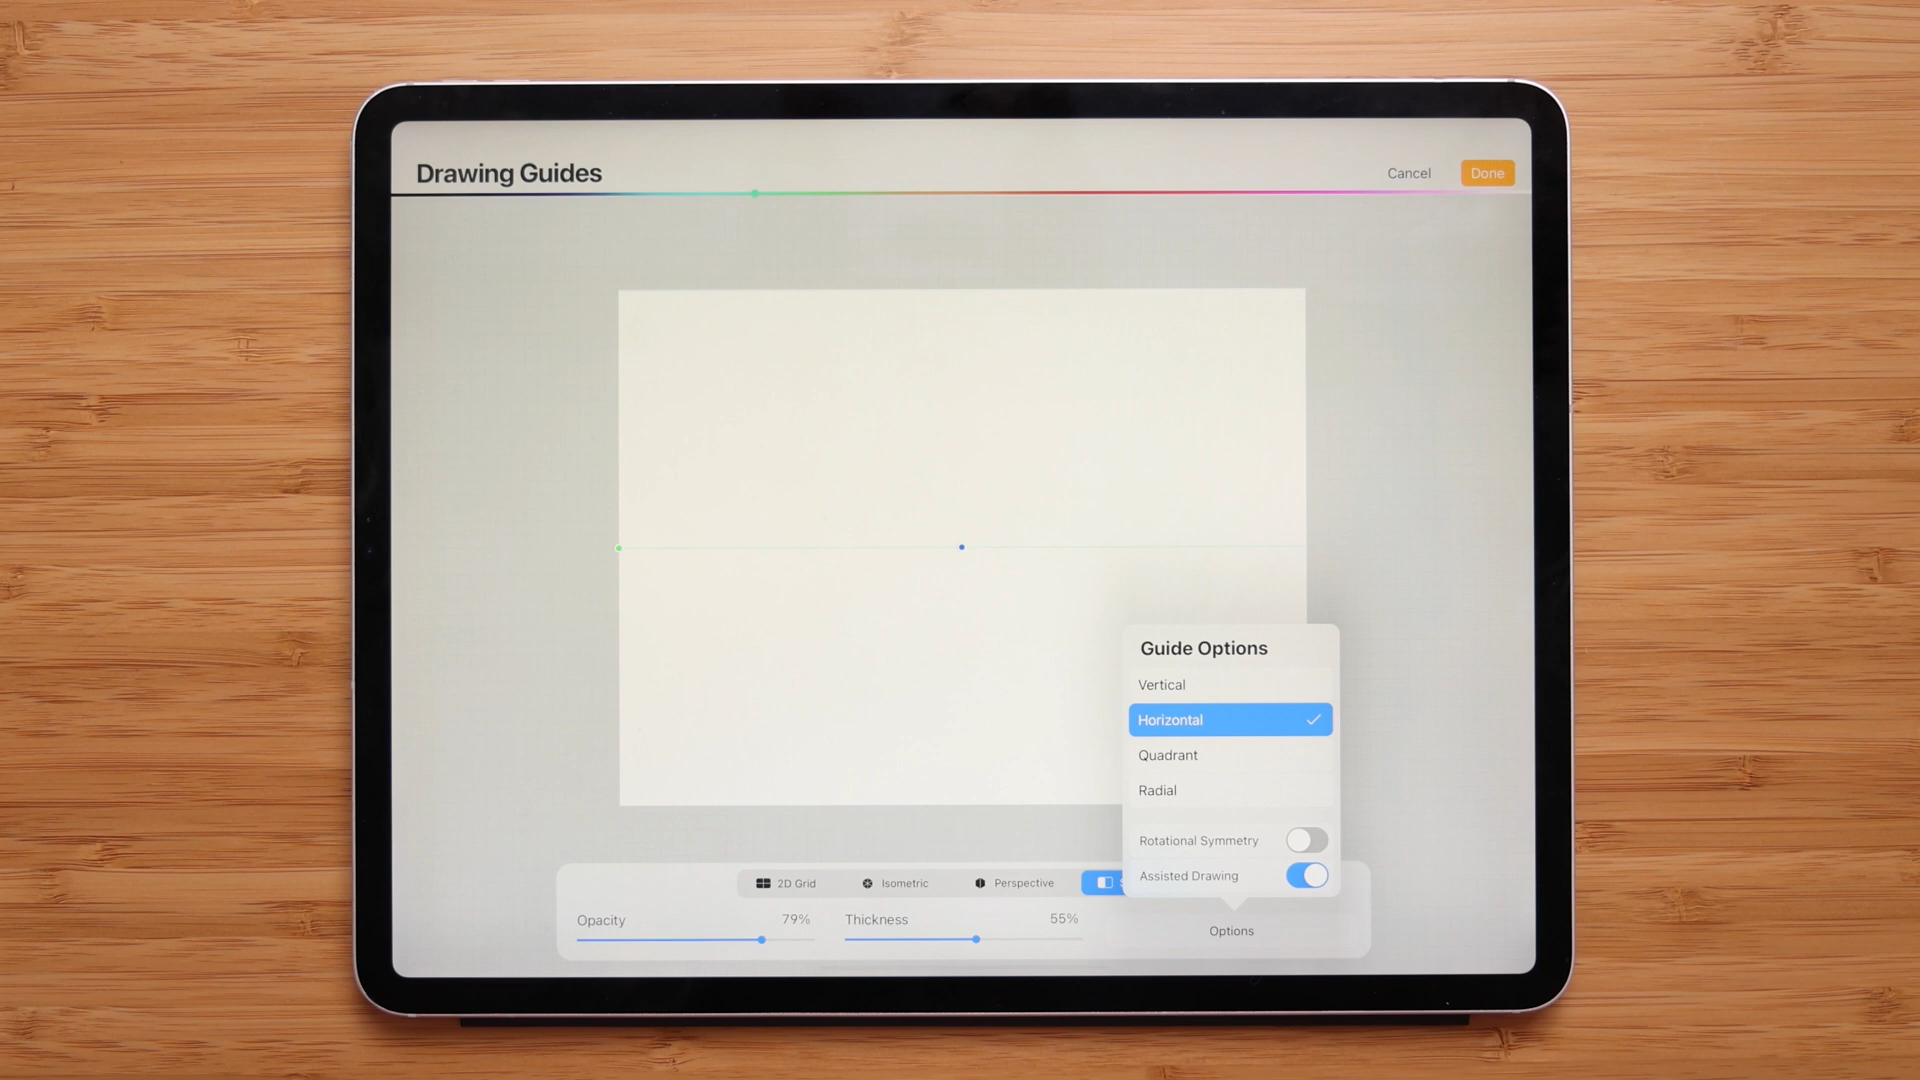 Drawing Guides
Cancel
Done
Guide Options
Vertical
Horizontal
Quadrant
Radial
Rotational Symmetry
Assisted Drawing
2D Grid
Isometric
Perspective
Opacity
79%
Thickness
55%
Options